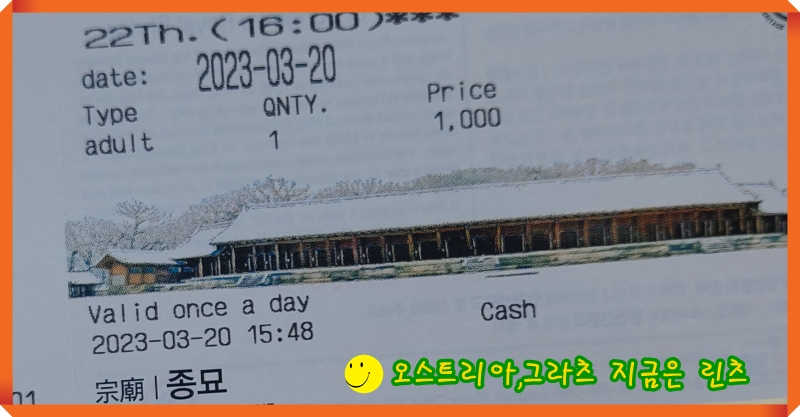 22Th.(16:00)***
date: 2023-03-20
Type QNTY. Price
adult 1 1,000
Valid once a day
Cash
2023-03-20 15:48
宗廟 | 종묘
01
오스트리아,그라츠 지금은 린츠